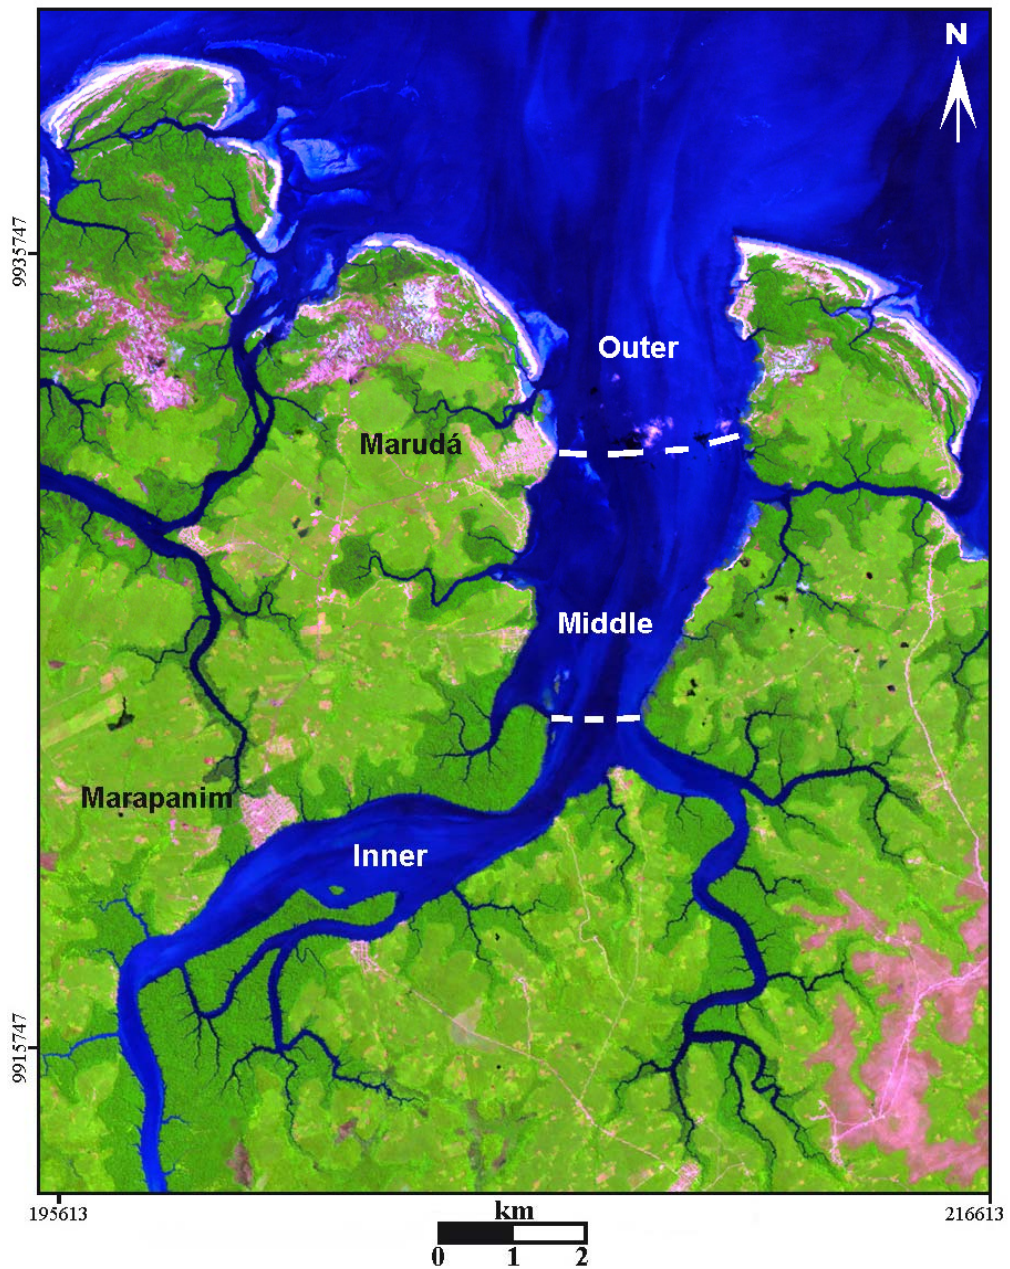 N
9935747
Outer
Marudá
Middle
Marapanim
Inner
9915747
195613
km
216613
0 1 2